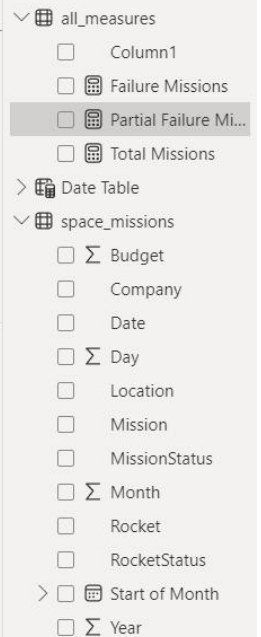 all_measures
Column1
Failure Missions
Partial Failure Mi...
Total Missions
Date Table
space_missions
Σ Budget
Company
Date
Σ Day
Location
Mission
MissionStatus
Σ Month
Rocket
RocketStatus
Start of Month
Σ Year